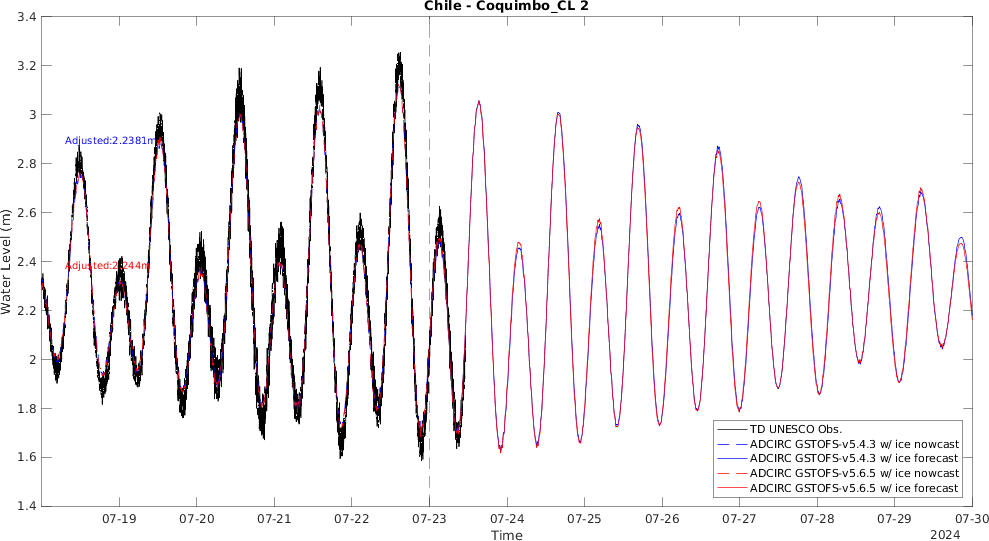 Chile - Coquimbo_CL 2
3.4
3.2
3
2.8
2.6
2.4
2.2
2
1.8
1.6
1.4
Water Level (m)
Adjusted:2.2381m
Adjusted:2.244m
TD UNESCO Obs.
ADCIRC GSTOFS-v5.4.3 w/ ice nowcast
ADCIRC GSTOFS-v5.4.3 w/ ice forecast
ADCIRC GSTOFS-v5.6.5 w/ ice nowcast
ADCIRC GSTOFS-v5.6.5 w/ ice forecast
07-19 07-20 07-21 07-22 07-23 07-24 07-25 07-26 07-27 07-28 07-29 07-30
Time
2024